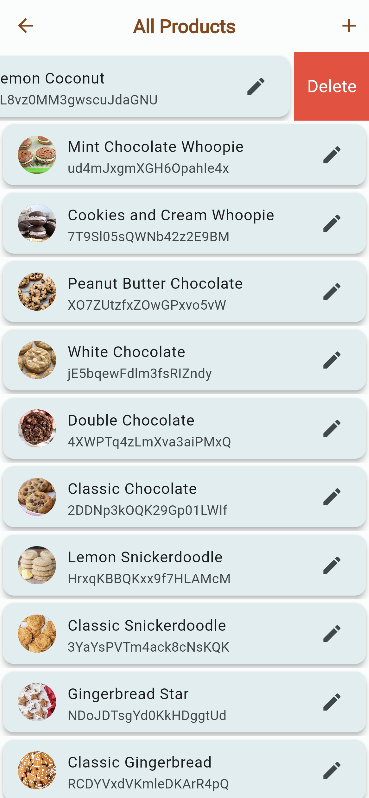 All Products
emon Coconut
L8vz0MM3gwscuJdaGNU
Delete
Mint Chocolate Whoopie
ud4mJxgmXGH6Opahle4x
Cookies and Cream Whoopie
7T9Sl05sQWNb42z2E9BM
Peanut Butter Chocolate
XO7ZUtzfxZOwGPxvo5vW
White Chocolate
jE5bqewFdlm3fsRIZndy
Double Chocolate
4XWPTq4zLmXva3aiPMxQ
Classic Chocolate
2DDNp3kOQK29Gp01LWlf
Lemon Snickerdoodle
HrxqKBBQKxx9f7HLAMcM
Classic Snickerdoodle
3YaYsPVTm4ack8cNsKQK
Gingerbread Star
NDoJDTsgYd0KkHDggtUd
Classic Gingerbread
RCDYVxdVKmleDKArR4pQ